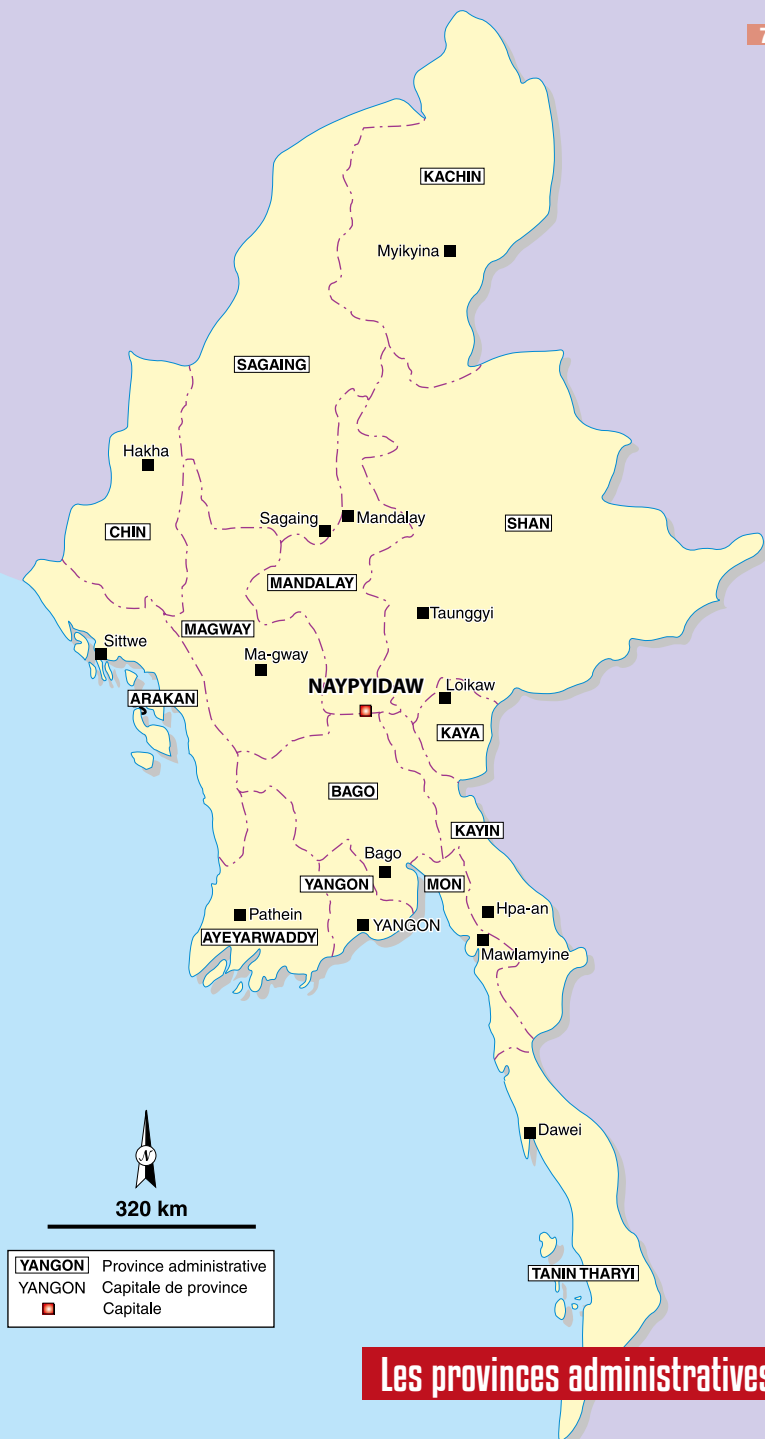 7
KACHIN
Myikyina
SAGAING
Hakha
Sagaing
Mandalay
CHIN
SHAN
MANDALAY
Taunggyi
MAGWAY
Sittwe
Ma-gway
NAYPYIDAW
Loikaw
ARAKAN
KAYA
BAGO
KAYIN
Bago
YANGON
MON
Pathein
Hpa-an
YANGON
AYEYARWADDY
Mawlamyine
Dawei
N
320 km
TANIN THARYI
YANGON Province administrative
YANGON Capitale de province
Capitale
Les provinces administratives